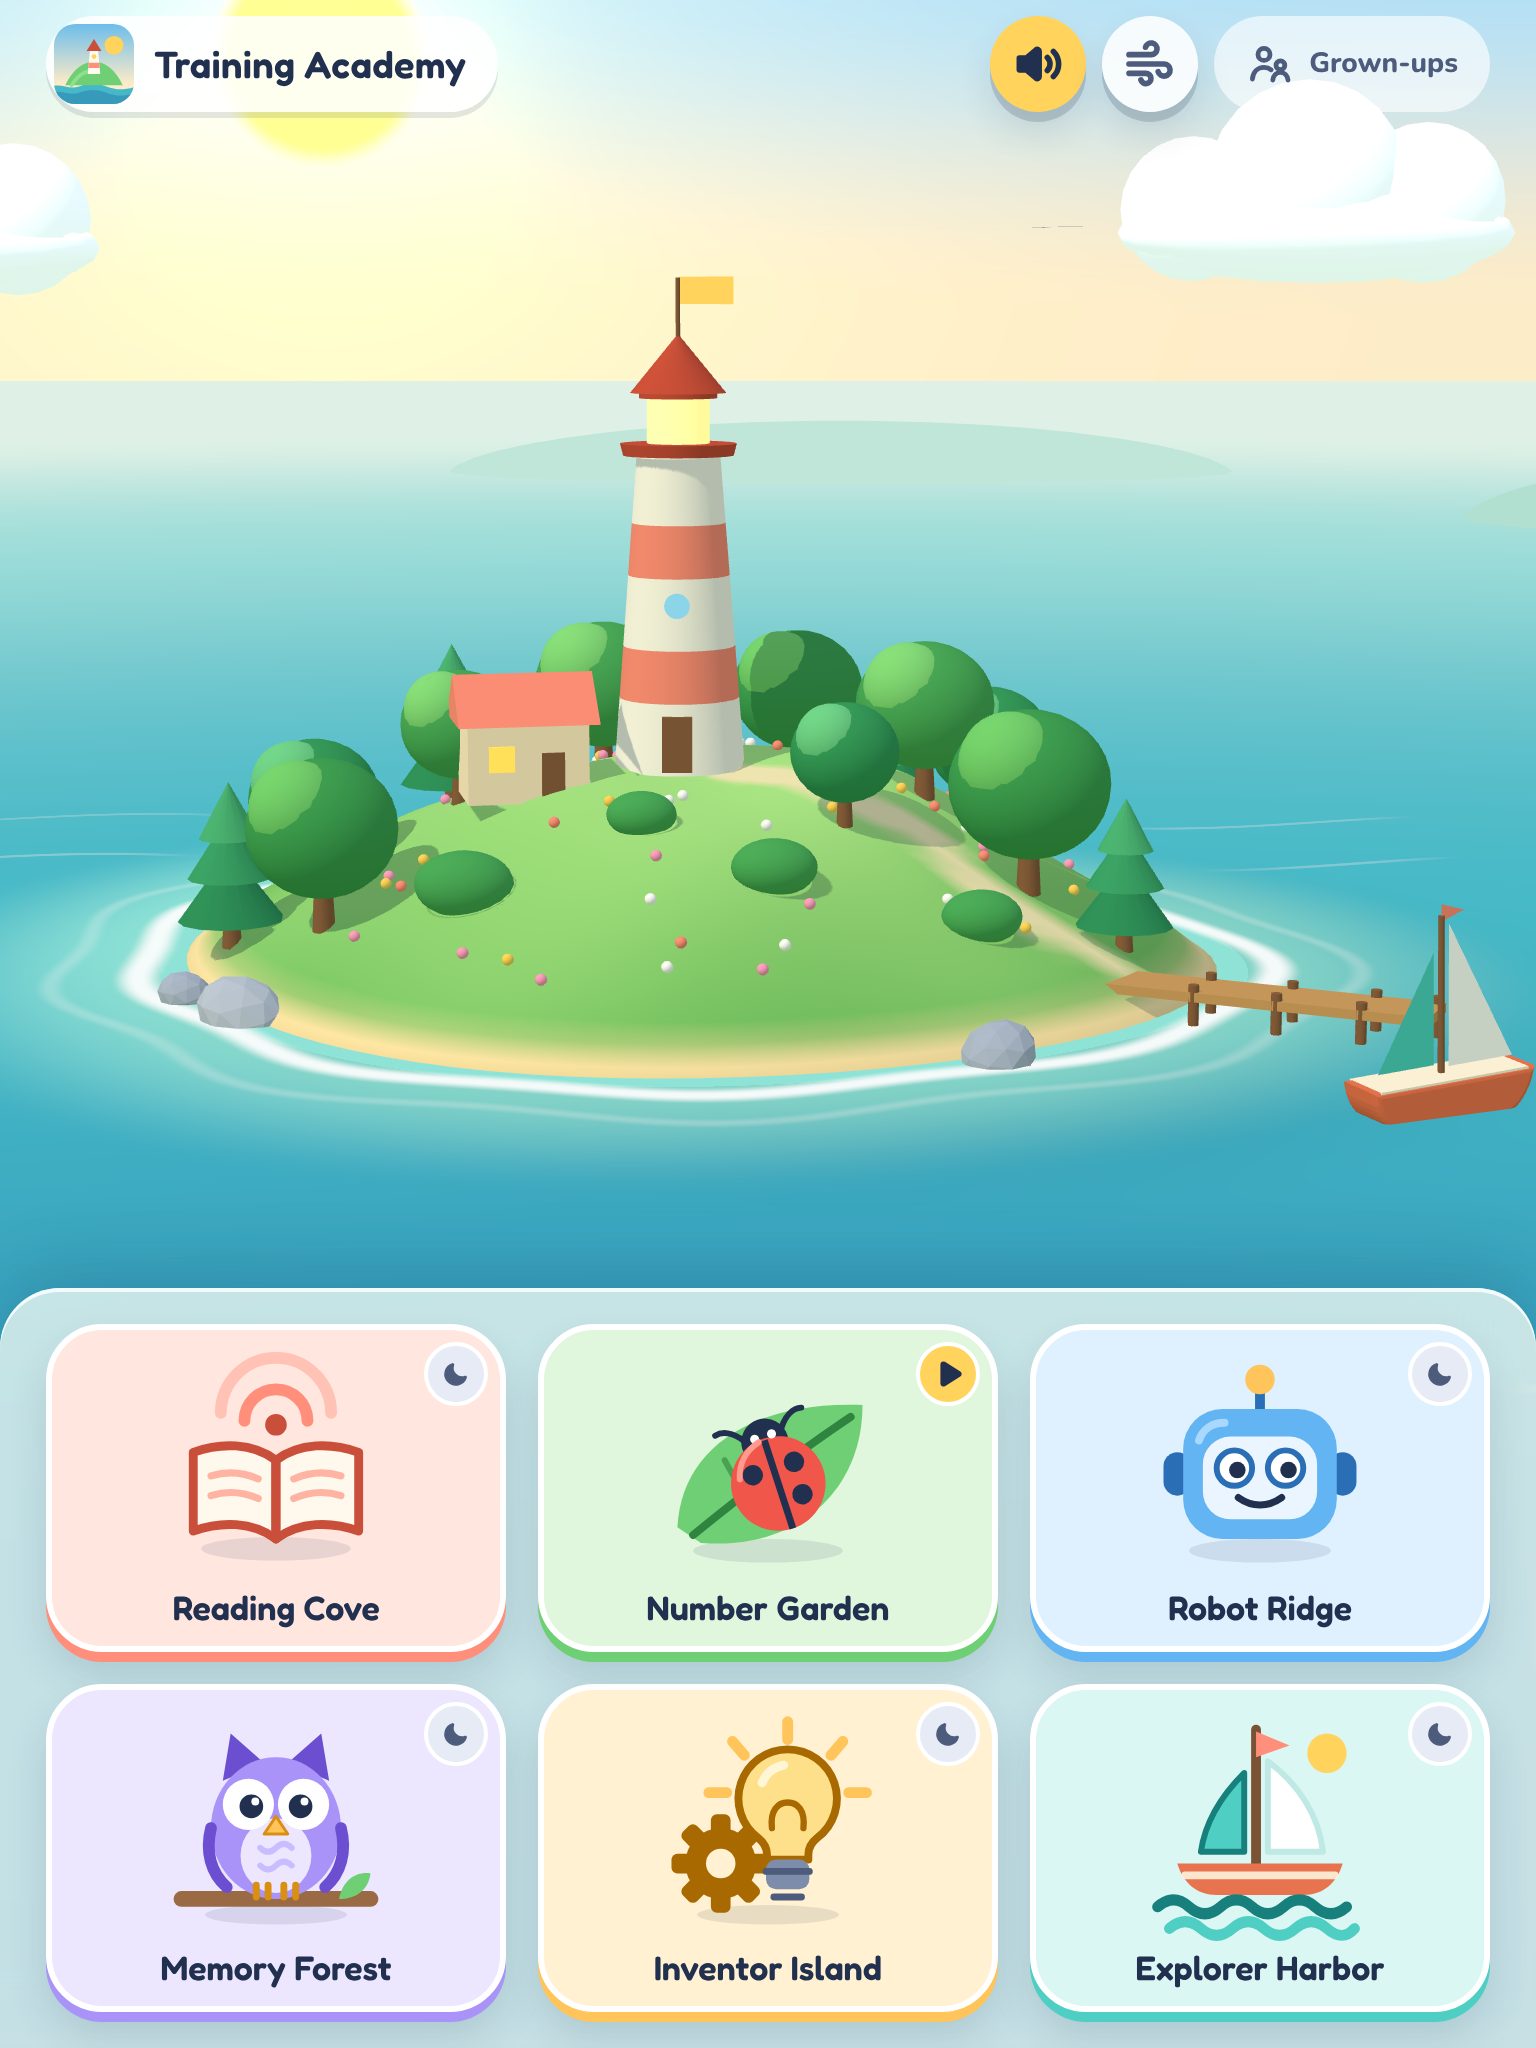 Training Academy
Grown-ups
Reading Cove
Number Garden
Robot Ridge
Memory Forest
Inventor Island
Explorer Harbor